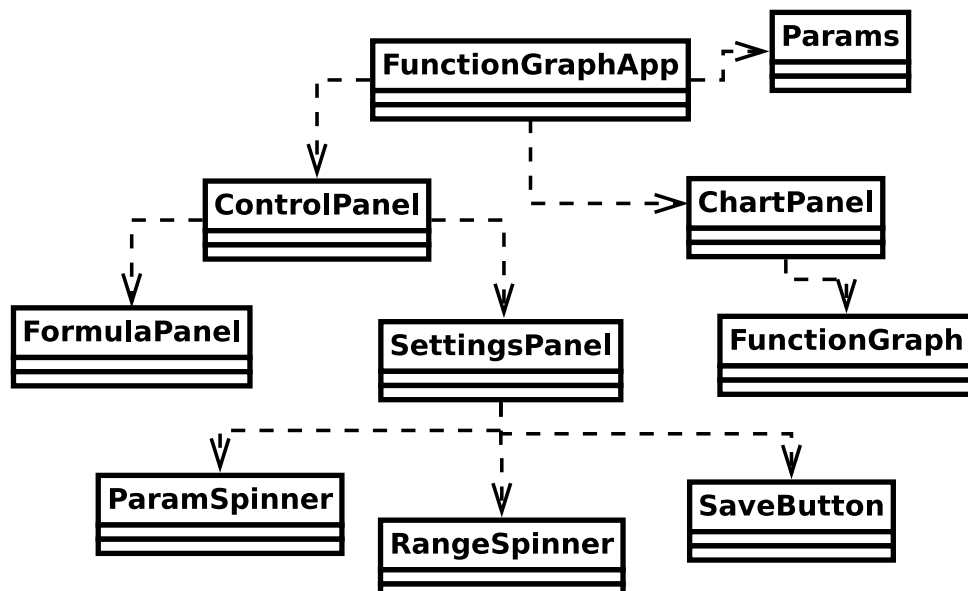 Params
FunctionGraphApp
ControlPanel
ChartPanel
FormulaPanel
SettingsPanel
FunctionGraph
ParamSpinner
RangeSpinner
SaveButton